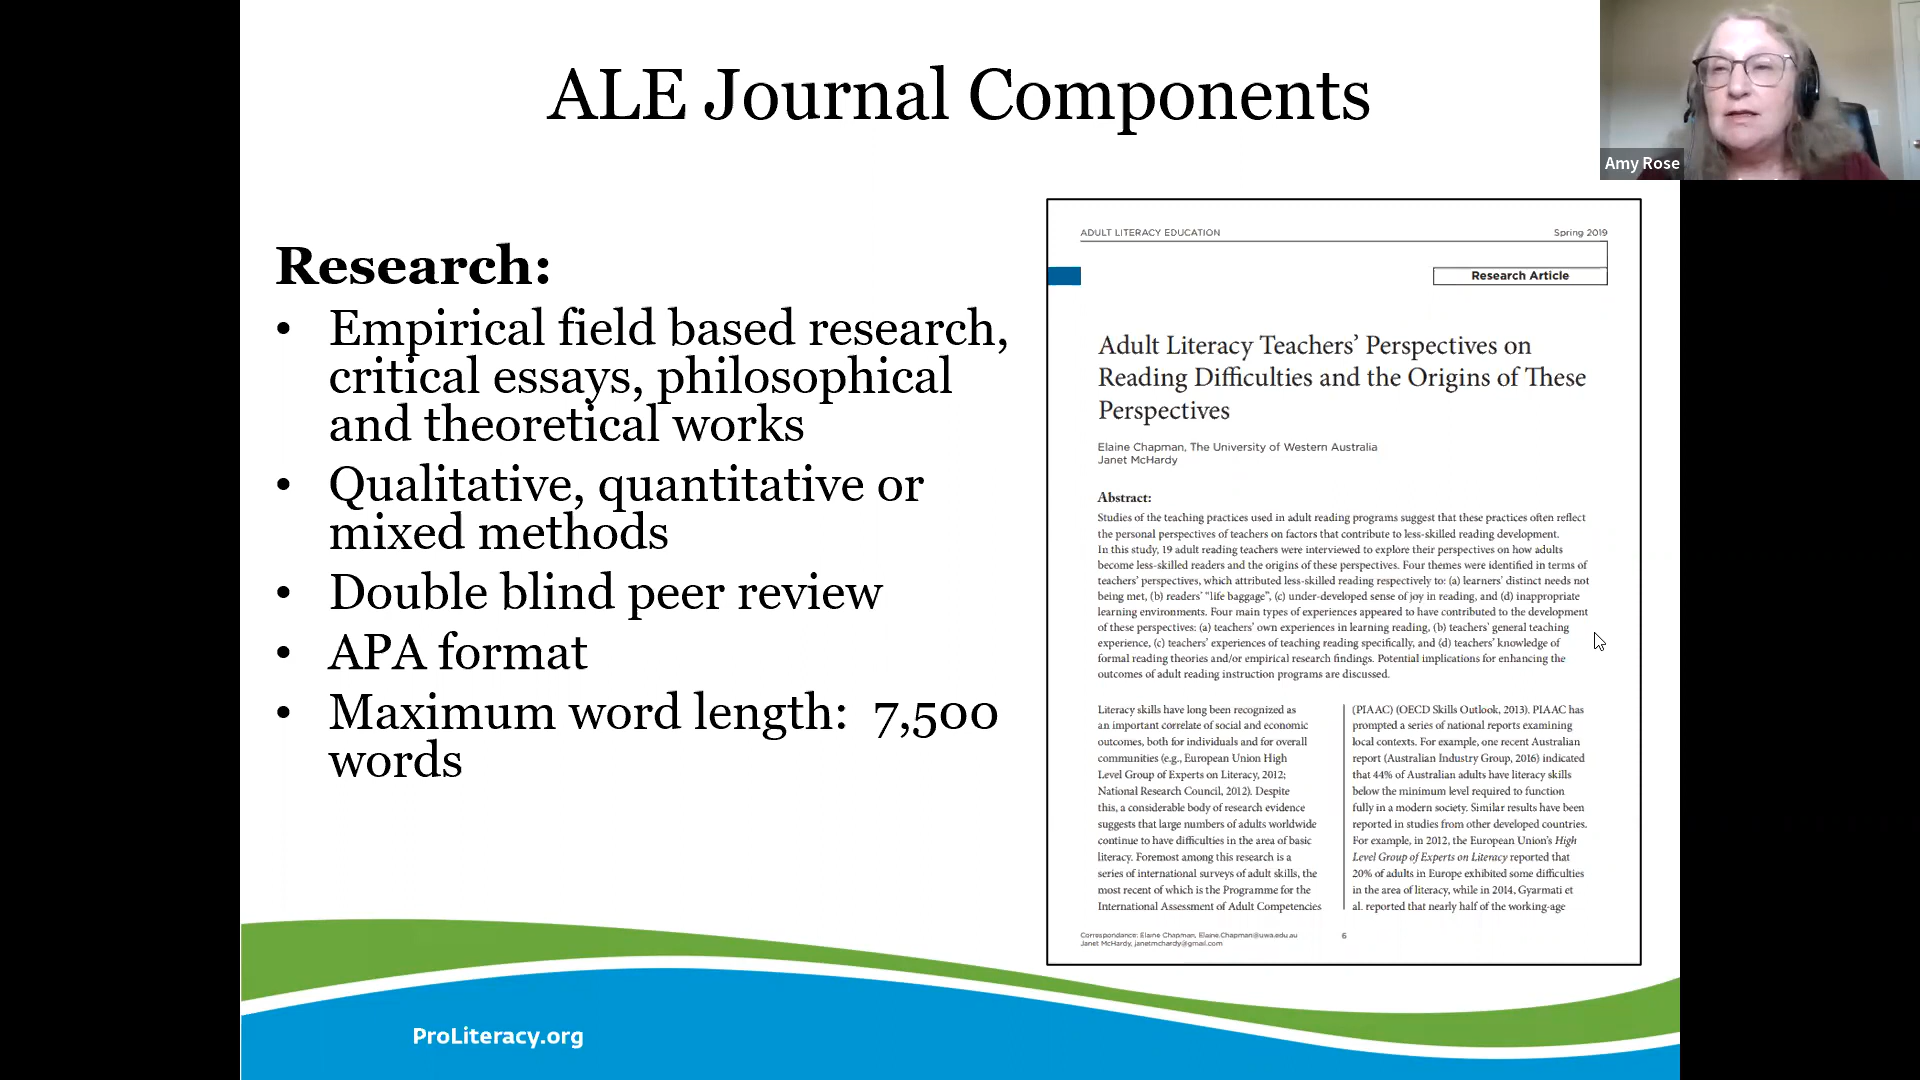 ALE Journal Components
Amy Rose
Research:
• Empirical field based research,
critical essays, philosophical
and theoretical works
• Qualitative, quantitative or
mixed methods
• Double blind peer review
• APA format
• Maximum word length:  7,500
words
ADULT LITERACY EDUCATION
Spring 2019
Research Article
Adult Literacy Teachers’ Perspectives on
Reading Difficulties and the Origins of These
Perspectives
Elaine Chapman, The University of Western Australia
Janet McHardy
Abstract:
Studies of the teaching practices used in adult reading programs suggest that these practices often reflect
the personal perspectives of teachers on factors that contribute to less-skilled reading development.
In this study, 19 adult reading teachers were interviewed to explore their perspectives on how adults
become less-skilled readers and the origins of these perspectives. Four themes were identified in terms of
teachers’ perspectives, which attributed less-skilled reading respectively to: (a) learners’ distinct needs not
being met, (b) readers’ “life baggage”, (c) under-developed sense of joy in reading, and (d) inappropriate
learning environments. Four main types of experiences appeared to have contributed to the development
of these perspectives: (a) teachers’ own experiences in learning reading, (b) teachers’ general teaching
experience, (c) teachers’ experiences of teaching reading specifically, and (d) teachers’ knowledge of
formal reading theories and/or empirical research findings. Potential implications for enhancing the
outcomes of adult reading instruction programs are discussed.
Literacy skills have long been recognized as
an important correlate of social and economic
outcomes, both for individuals and for overall
communities (e.g., European Union High
Level Group of Experts on Literacy, 2012;
National Research Council, 2012). Despite
this, a considerable body of research evidence
suggests that large numbers of adults worldwide
continue to have difficulties in the area of basic
literacy. Foremost among this research is a
series of international surveys of adult skills, the
most recent of which is the Programme for the
International Assessment of Adult Competencies
(PIAAC) (OECD Skills Outlook, 2013). PIAAC has
prompted a series of national reports examining
local contexts. For example, one recent Australian
report (Australian Industry Group, 2016) indicated
that 44% of Australian adults have literacy skills
below the minimum level required to function
fully in a modern society. Similar results have been
reported in studies from other developed countries.
For example, in 2012, the European Union’s High
Level Group of Experts on Literacy reported that
20% of adults in Europe exhibited some difficulties
in the area of literacy, while in 2014, Gyarmati et
al. reported that nearly half of the working-age
Correspondance: Elaine Chapman, Elaine.Chapman@uwa.edu.au
Janet McHardy, janetmchardy@gmail.com
6
ProLiteracy.org